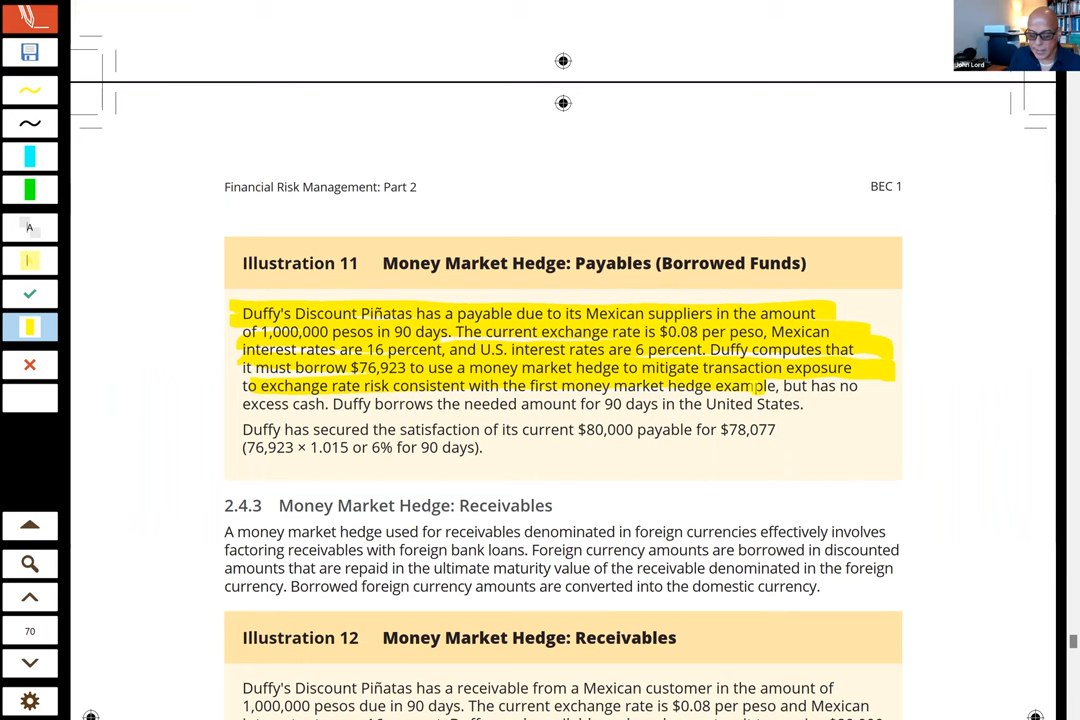 John Lord
Financial Risk Management: Part 2
BEC 1
Illustration 11 Money Market Hedge: Payables (Borrowed Funds)
Duffy's Discount Piñatas has a payable due to its Mexican suppliers in the amount
of 1,000,000 pesos in 90 days. The current exchange rate is $0.08 per peso, Mexican
interest rates are 16 percent, and U.S. interest rates are 6 percent. Duffy computes that
it must borrow $76,923 to use a money market hedge to mitigate transaction exposure
to exchange rate risk consistent with the first money market hedge example, but has no
excess cash. Duffy borrows the needed amount for 90 days in the United States.
Duffy has secured the satisfaction of its current $80,000 payable for $78,077
(76,923 × 1.015 or 6% for 90 days).
2.4.3 Money Market Hedge: Receivables
A money market hedge used for receivables denominated in foreign currencies effectively involves
factoring receivables with foreign bank loans. Foreign currency amounts are borrowed in discounted
amounts that are repaid in the ultimate maturity value of the receivable denominated in the foreign
currency. Borrowed foreign currency amounts are converted into the domestic currency.
Illustration 12 Money Market Hedge: Receivables
Duffy's Discount Piñatas has a receivable from a Mexican customer in the amount of
1,000,000 pesos due in 90 days. The current exchange rate is $0.08 per peso and Mexican
A
70